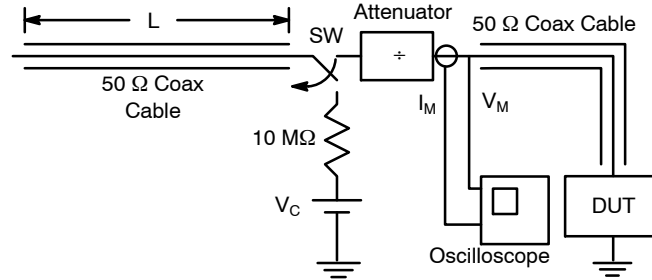 L
50 Ω Coax
Cable
SW
Attenuator
÷
50 Ω Coax Cable
10 MΩ
I_M
V_M
V_C
Oscilloscope
DUT